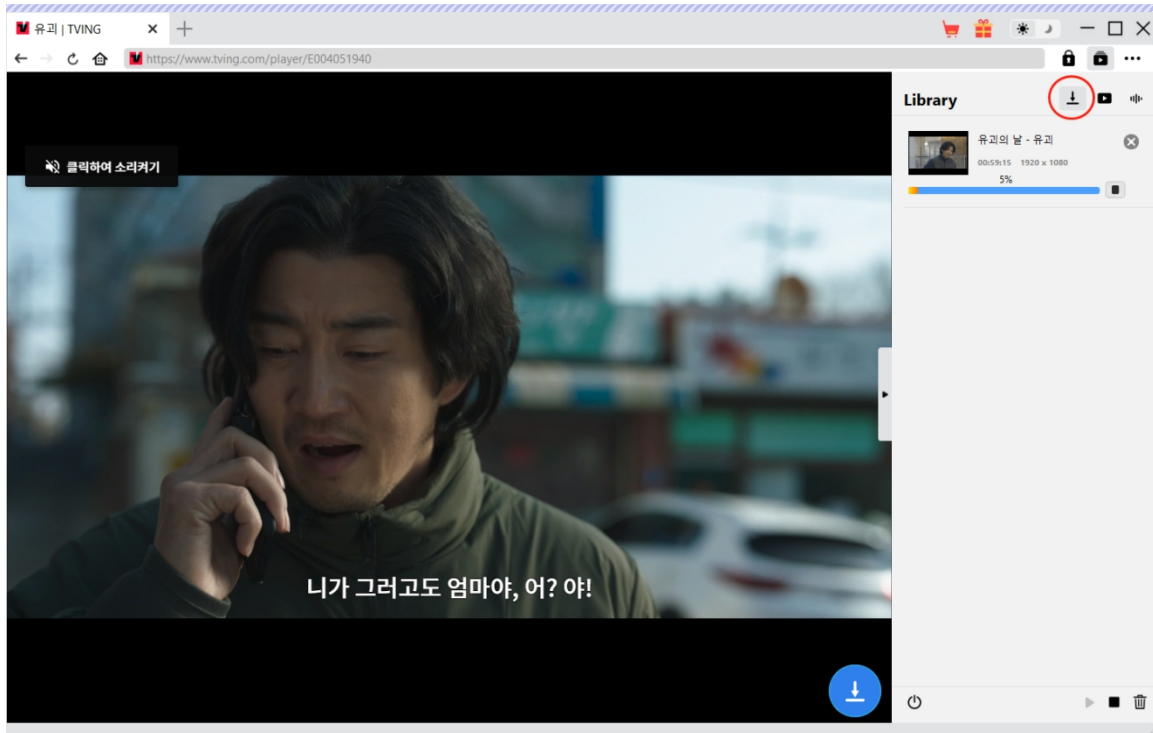 유괴 | TVING
https://www.tving.com/player/E004051940
Library
클릭하여 소리켜기
유괴의 날 - 유괴
00:59:15 1920 x 1080
5%
니가 그러고도 엄마야, 어? 야!